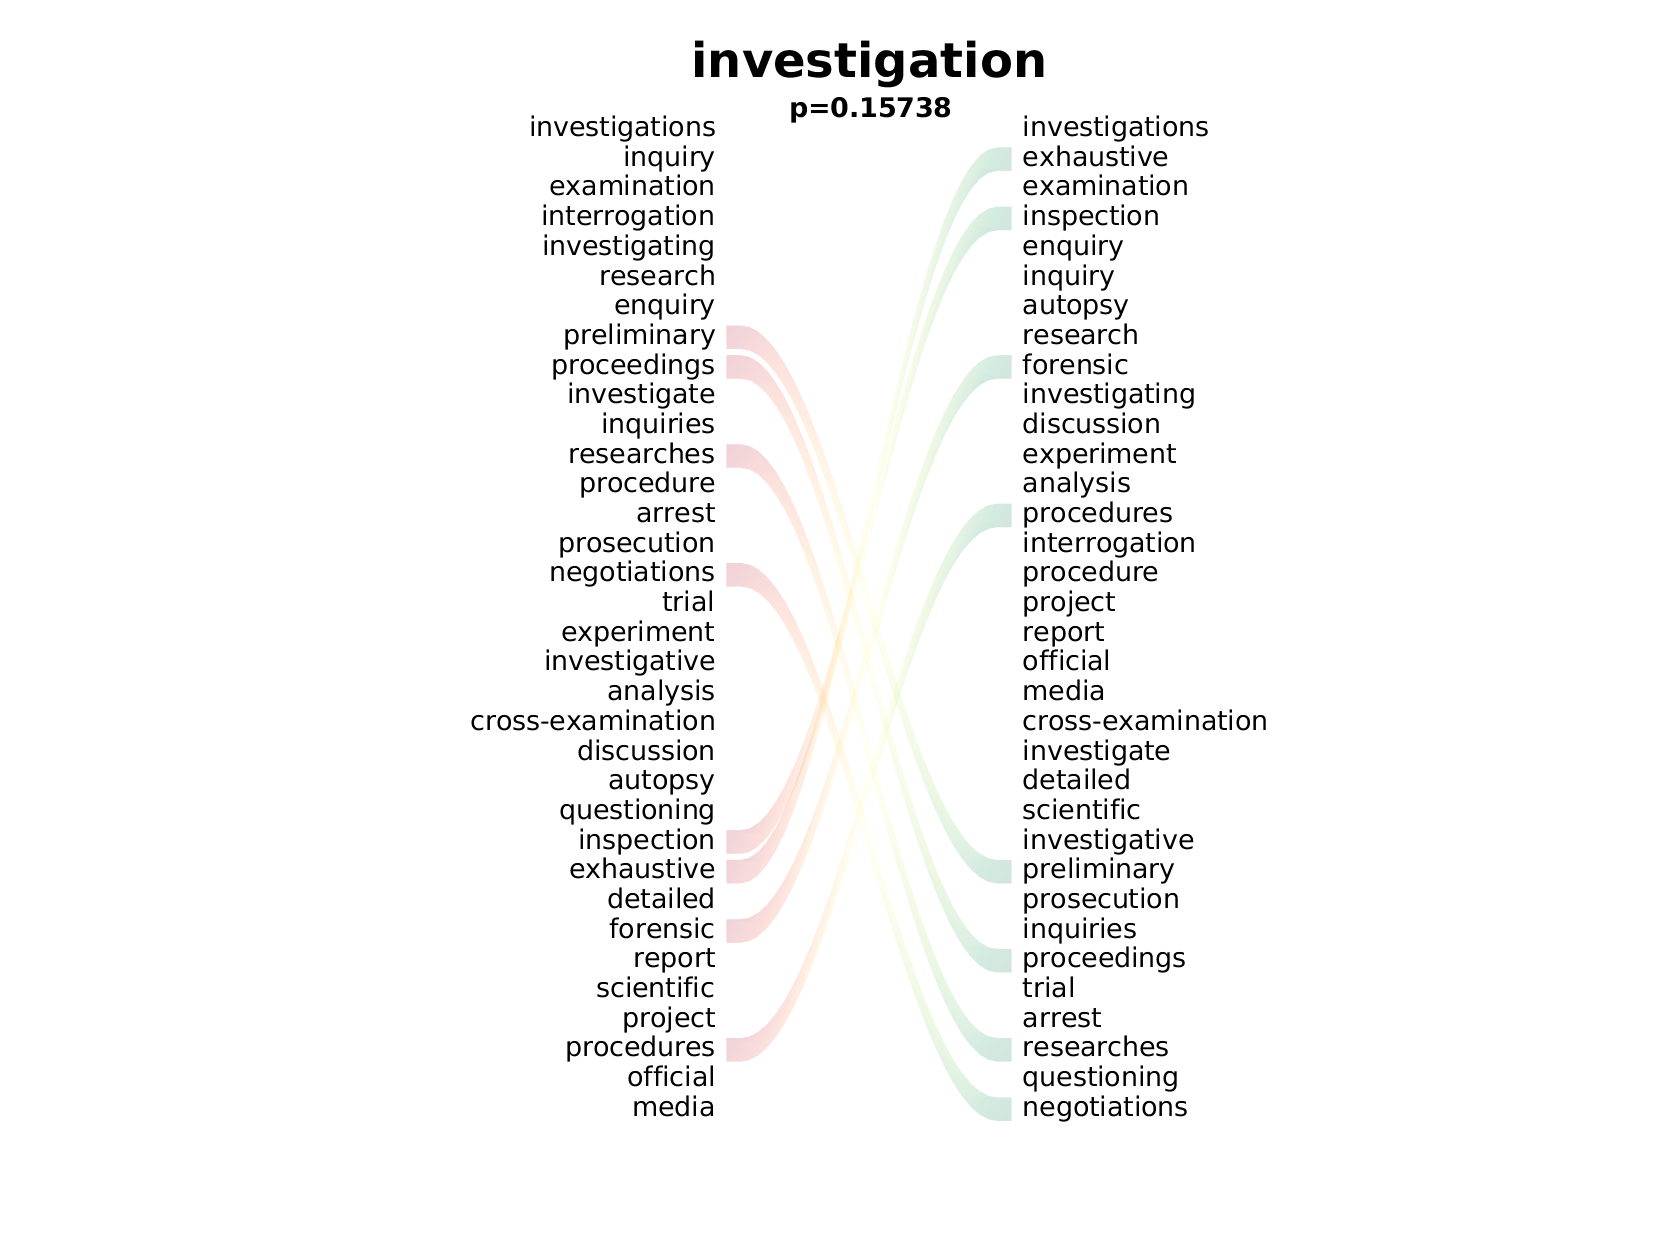 investigation
p=0.15738
investigations investigations
inquiry exhaustive
examination examination
interrogation inspection
investigating enquiry
research inquiry
enquiry autopsy
preliminary research
proceedings forensic
investigate investigating
inquiries discussion
researches experiment
procedure analysis
arrest procedures
prosecution interrogation
negotiations procedure
trial project
experiment report
investigative official
analysis media
cross-examination cross-examination
discussion investigate
autopsy detailed
questioning scientific
inspection investigative
exhaustive preliminary
detailed prosecution
forensic inquiries
report proceedings
scientific trial
project arrest
procedures researches
official questioning
media negotiations